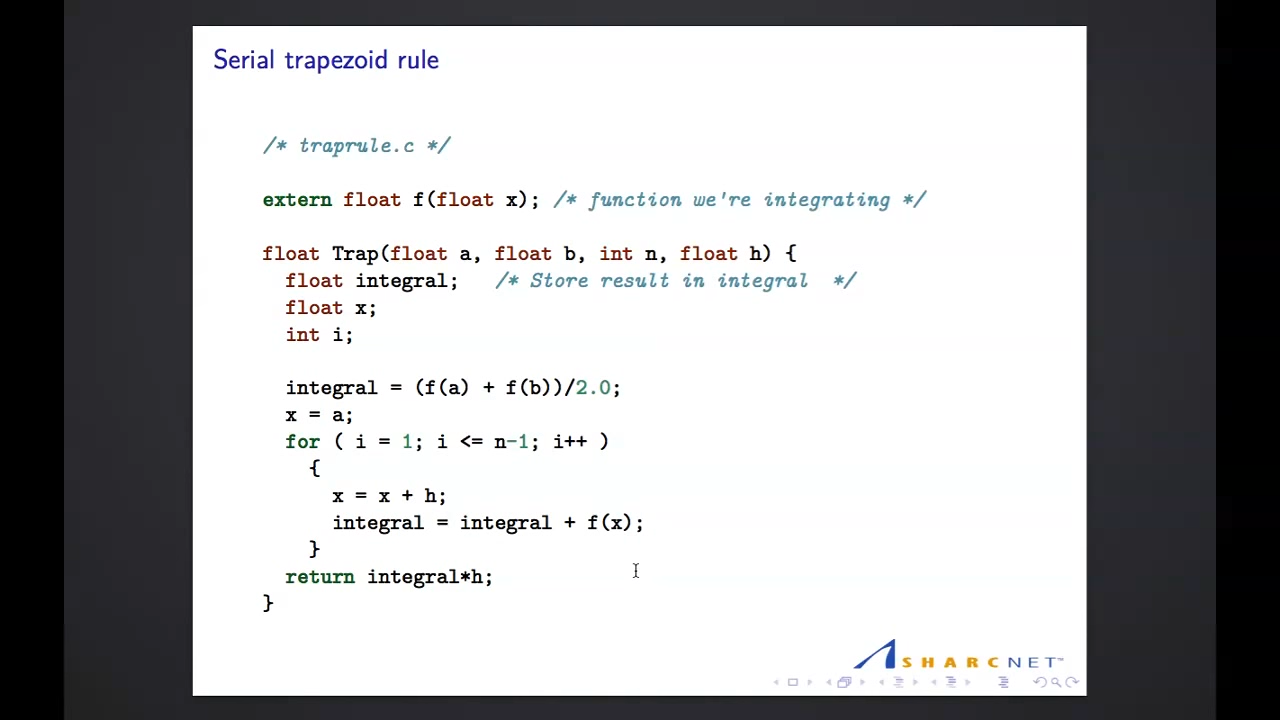 Serial trapezoid rule
/* traprule.c */
extern float f(float x); /* function we're integrating */
float Trap(float a, float b, int n, float h) {
float integral; /* Store result in integral */
float x;
int i;
integral = (f(a) + f(b))/2.0;
x = a;
for ( i = 1; i <= n-1; i++ )
{
x = x + h;
integral = integral + f(x);
}
return integral*h;
}
SHARCNET™